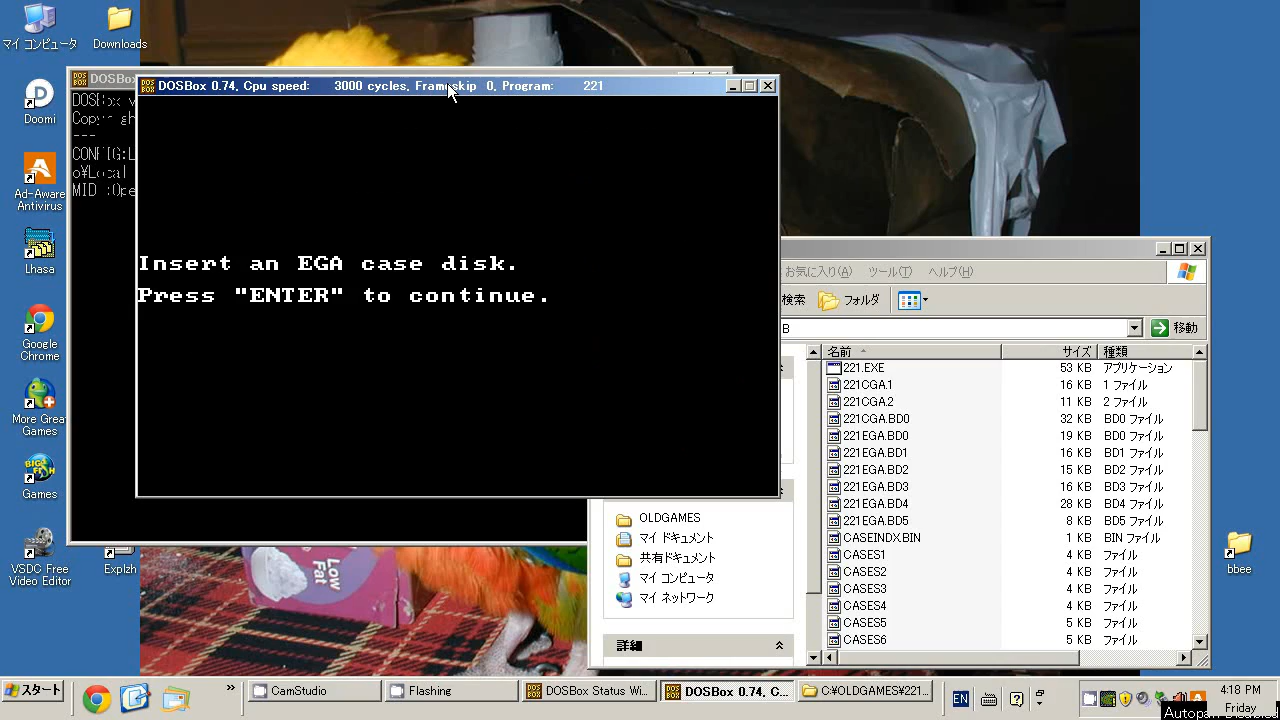 マイ コンピュータ
Downloads
Doomi
Ad-Aware
Antivirus
Lhasa
Google
Chrome
More Great
Games
Games
VSDC Free
Video Editor
Explzh
bbee
DOSBox
DOSBox v
CONFIG:L
o¥Local
DOSBox 0.74, Cpu speed: 3000 cycles, Frameskip 0, Program: 221
Insert an EGA case disk.
Press "ENTER" to continue.
お気に入り(A) ツール(T) ヘルプ(H)
検索 フォルダ
B 移動
OLDGAMES
マイ ドキュメント
共有ドキュメント
マイ コンピュータ
マイ ネットワーク
詳細
名前 サイズ 種類
221.EXE 53 KB アプリケーション
221CGA.1 16 KB 1 ファイル
221CGA.2 11 KB 2 ファイル
221CGA.BD0 32 KB BD0 ファイル
221EGA.BD0 19 KB BD0 ファイル
221EGA.BD1 16 KB BD1 ファイル
221EGA.BD2 15 KB BD2 ファイル
221EGA.BD3 16 KB BD3 ファイル
221EGA.BD4 28 KB BD4 ファイル
221EGA.BD5 8 KB BD5 ファイル
CASEINDX.BIN 1 KB BIN ファイル
CASES1 4 KB ファイル
CASES2 4 KB ファイル
CASES3 4 KB ファイル
CASES4 4 KB ファイル
CASES5 5 KB ファイル
CASES6 5 KB ファイル
Low
Fat
スタート
CamStudio
Flashing
DOSBox Status Wi...
DOSBox 0.74, C...
C:¥OLDGAMES¥221...
EN
4:18 PM
Friday